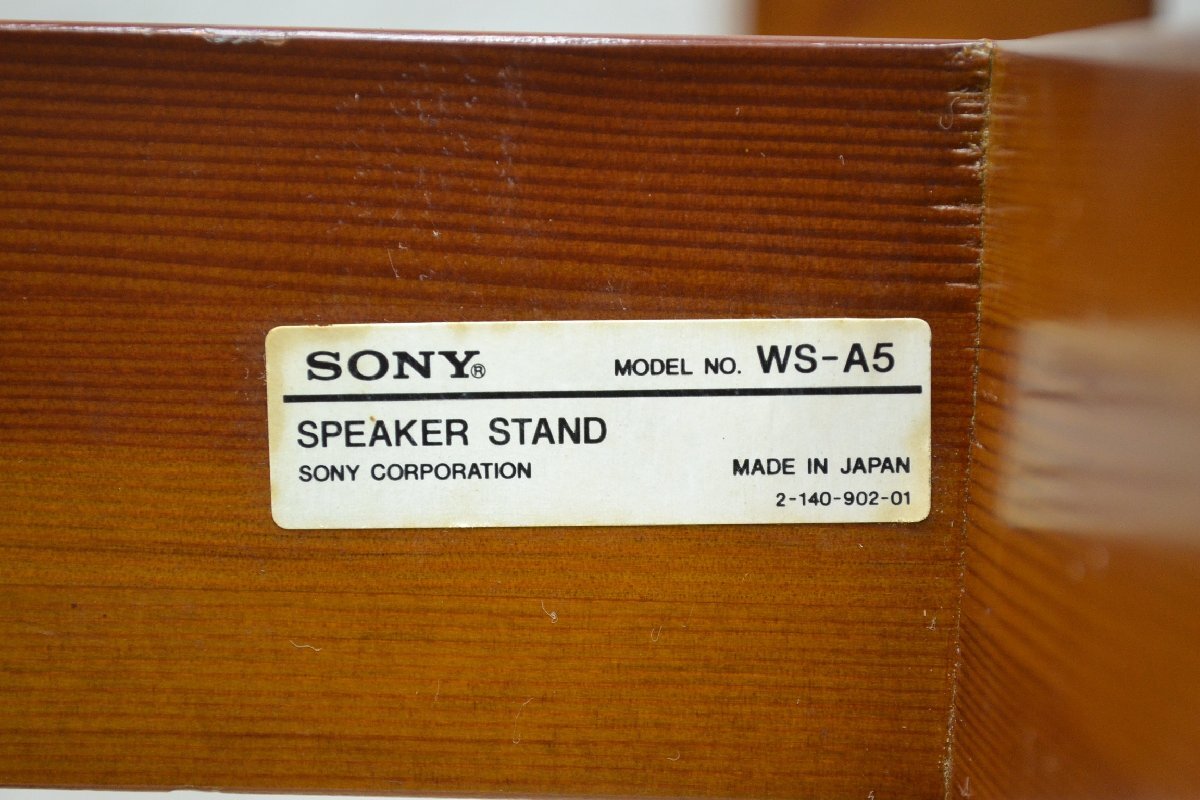 SONY® MODEL NO. WS-A5
SPEAKER STAND
SONY CORPORATION MADE IN JAPAN
2-140-902-01